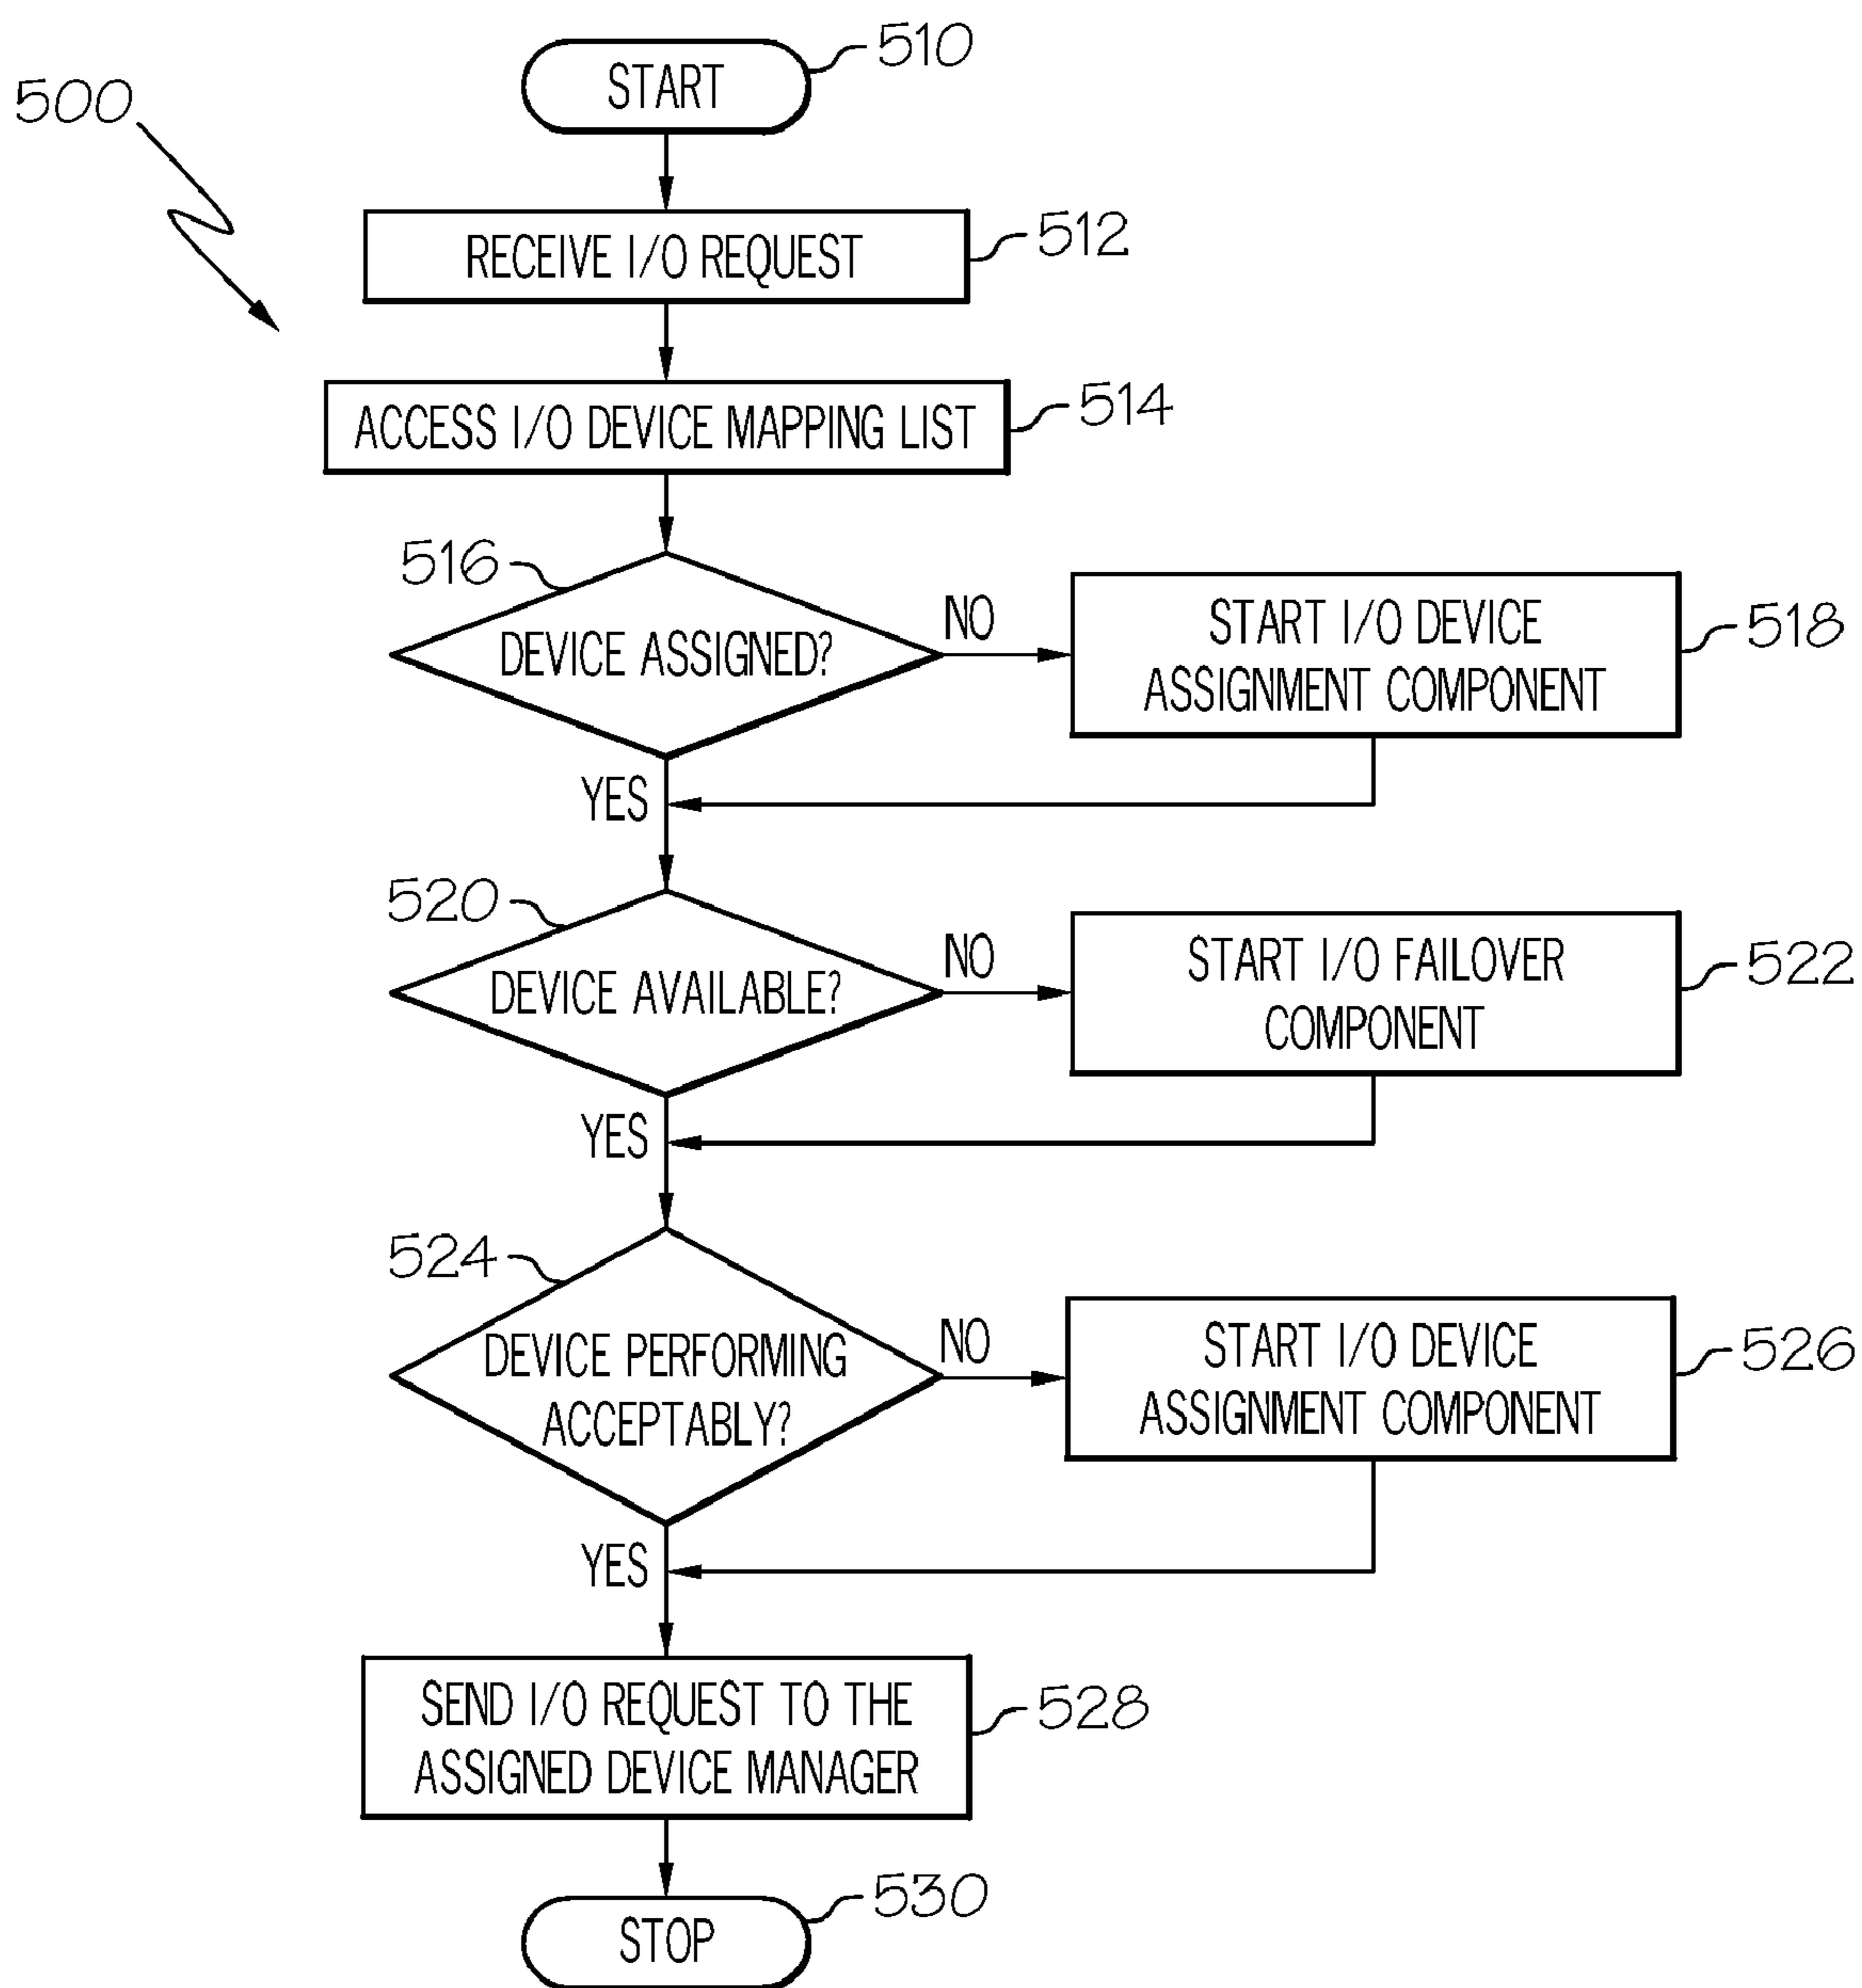 510
START
500
RECEIVE I/O REQUEST
512
ACCESS I/O DEVICE MAPPING LIST
514
516
DEVICE ASSIGNED?
NO
START I/O DEVICE
ASSIGNMENT COMPONENT
518
YES
520
DEVICE AVAILABLE?
NO
START I/O FAILOVER
COMPONENT
522
YES
524
DEVICE PERFORMING
ACCEPTABLY?
NO
START I/O DEVICE
ASSIGNMENT COMPONENT
526
YES
SEND I/O REQUEST TO THE
ASSIGNED DEVICE MANAGER
528
STOP
530